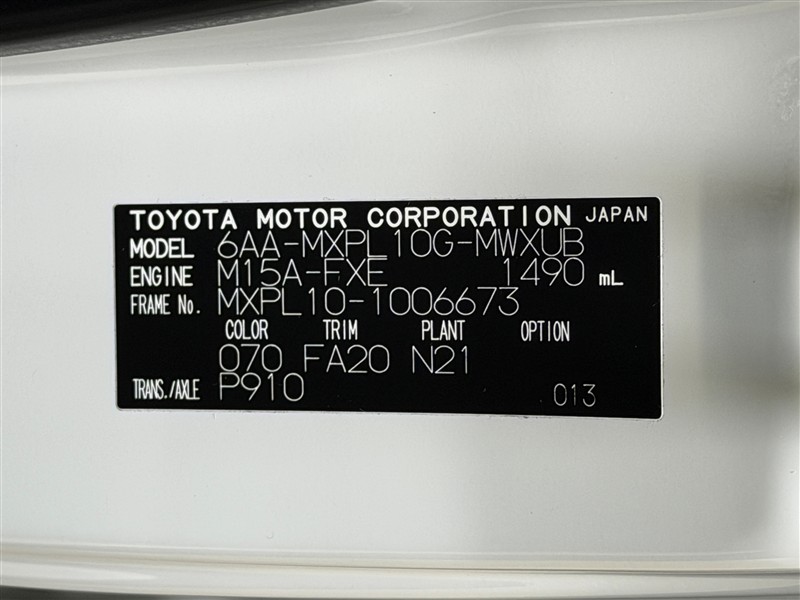 TOYOTA MOTOR CORPORATION JAPAN
MODEL 6AA-MXPL10G-MWXUB
ENGINE M15A-FXE 1490 mL
FRAME No. MXPL10-1006673
COLOR TRIM PLANT OPTION
070 FA20 N21
TRANS./AXLE P910 013